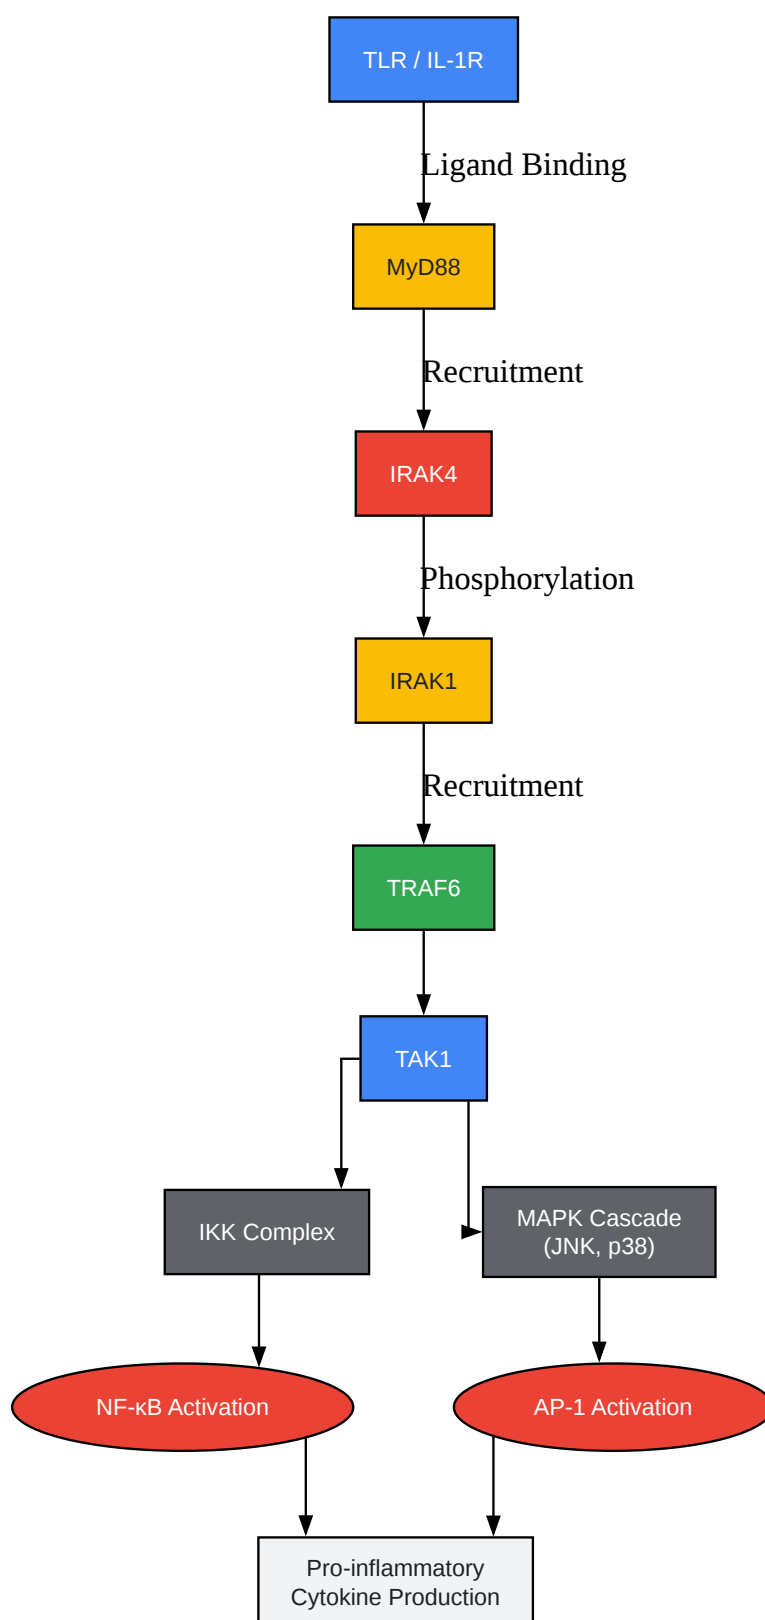 TLR / IL-1R
Ligand Binding
MyD88
Recruitment
IRAK4
Phosphorylation
IRAK1
Recruitment
TRAF6
TAK1
IKK Complex
MAPK Cascade
(JNK, p38)
NF-κB Activation
AP-1 Activation
Pro-inflammatory
Cytokine Production